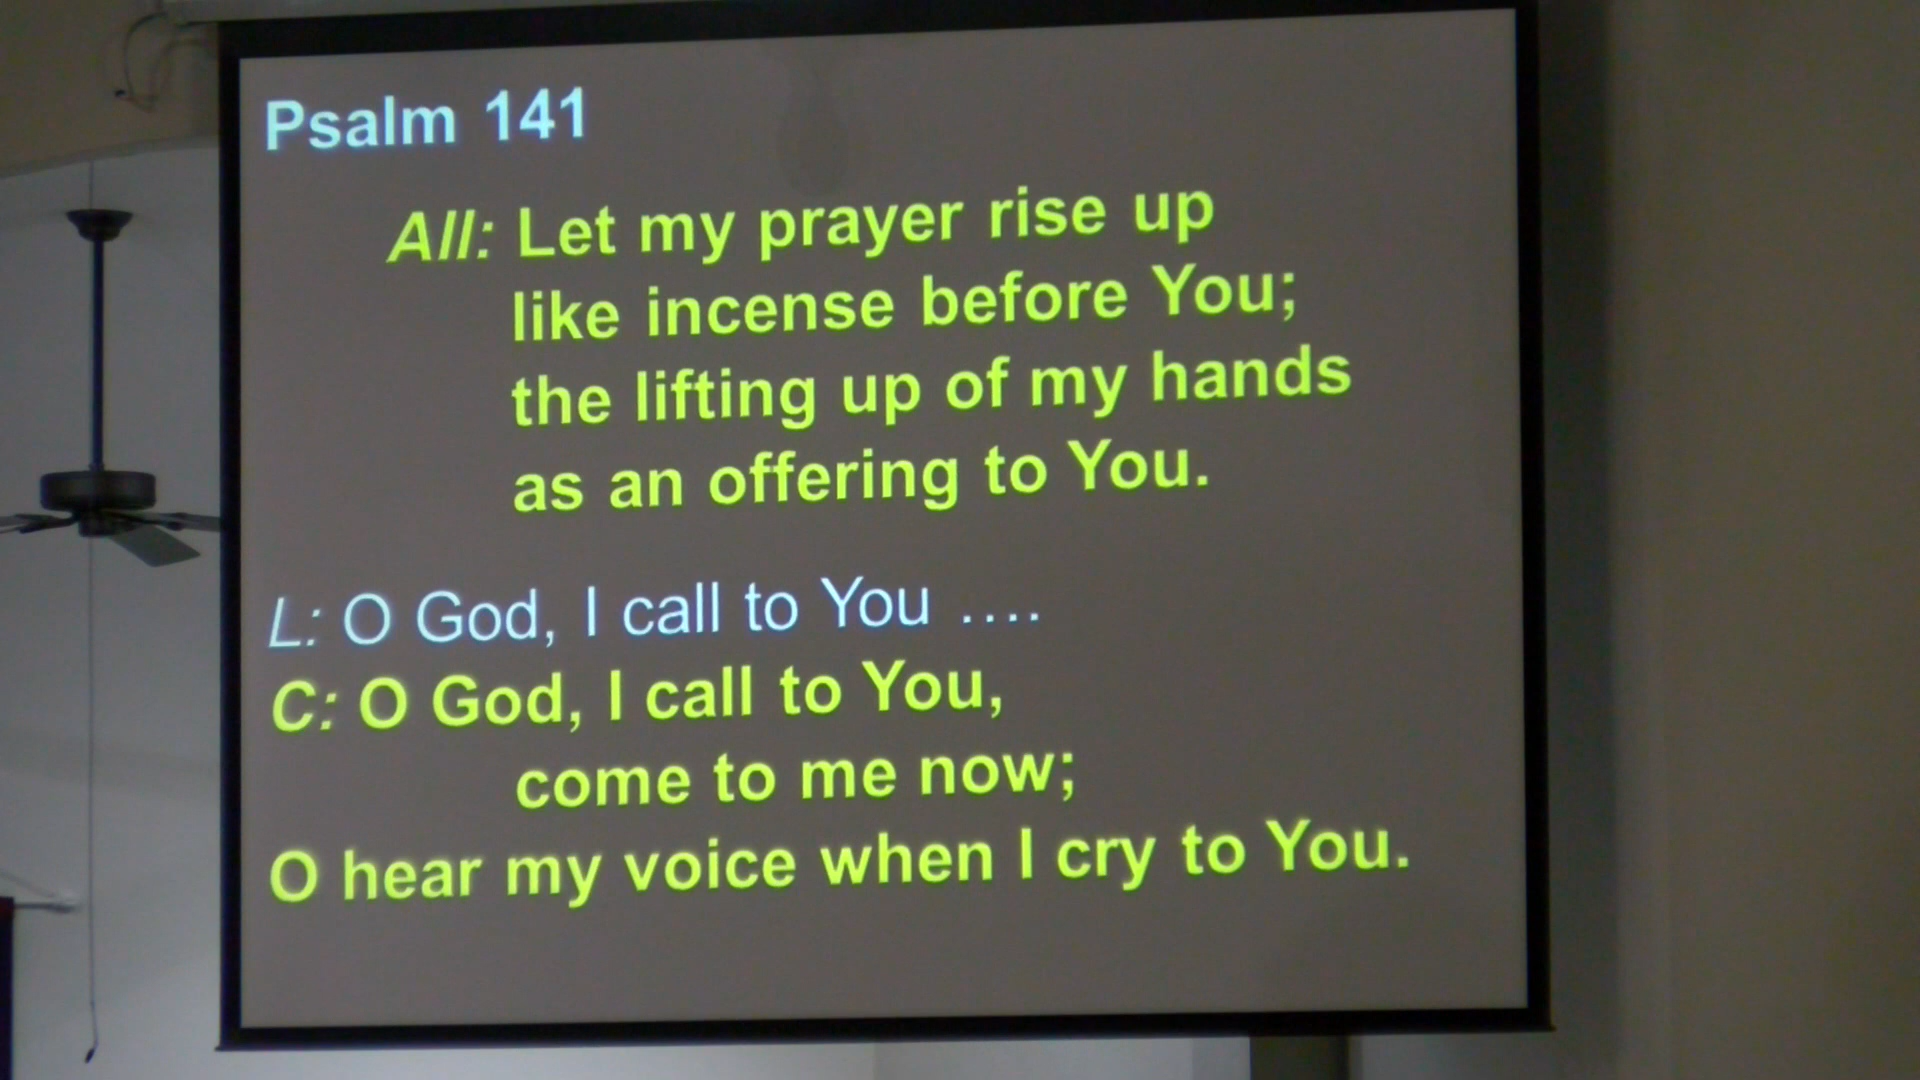 Psalm 141
All: Let my prayer rise up
like incense before You;
the lifting up of my hands
as an offering to You.
L: O God, I call to You ....
C: O God, I call to You,
come to me now;
O hear my voice when I cry to You.